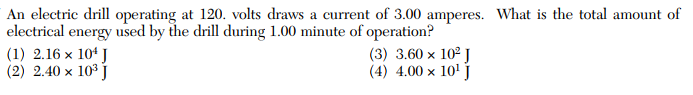 An electric drill operating at 120. volts draws a current of 3.00 amperes. What is the total amount of
electrical energy used by the drill during 1.00 minute of operation?
(1) 2.16 × 10⁴ J (3) 3.60 × 10² J
(2) 2.40 × 10³ J (4) 4.00 × 10¹ J